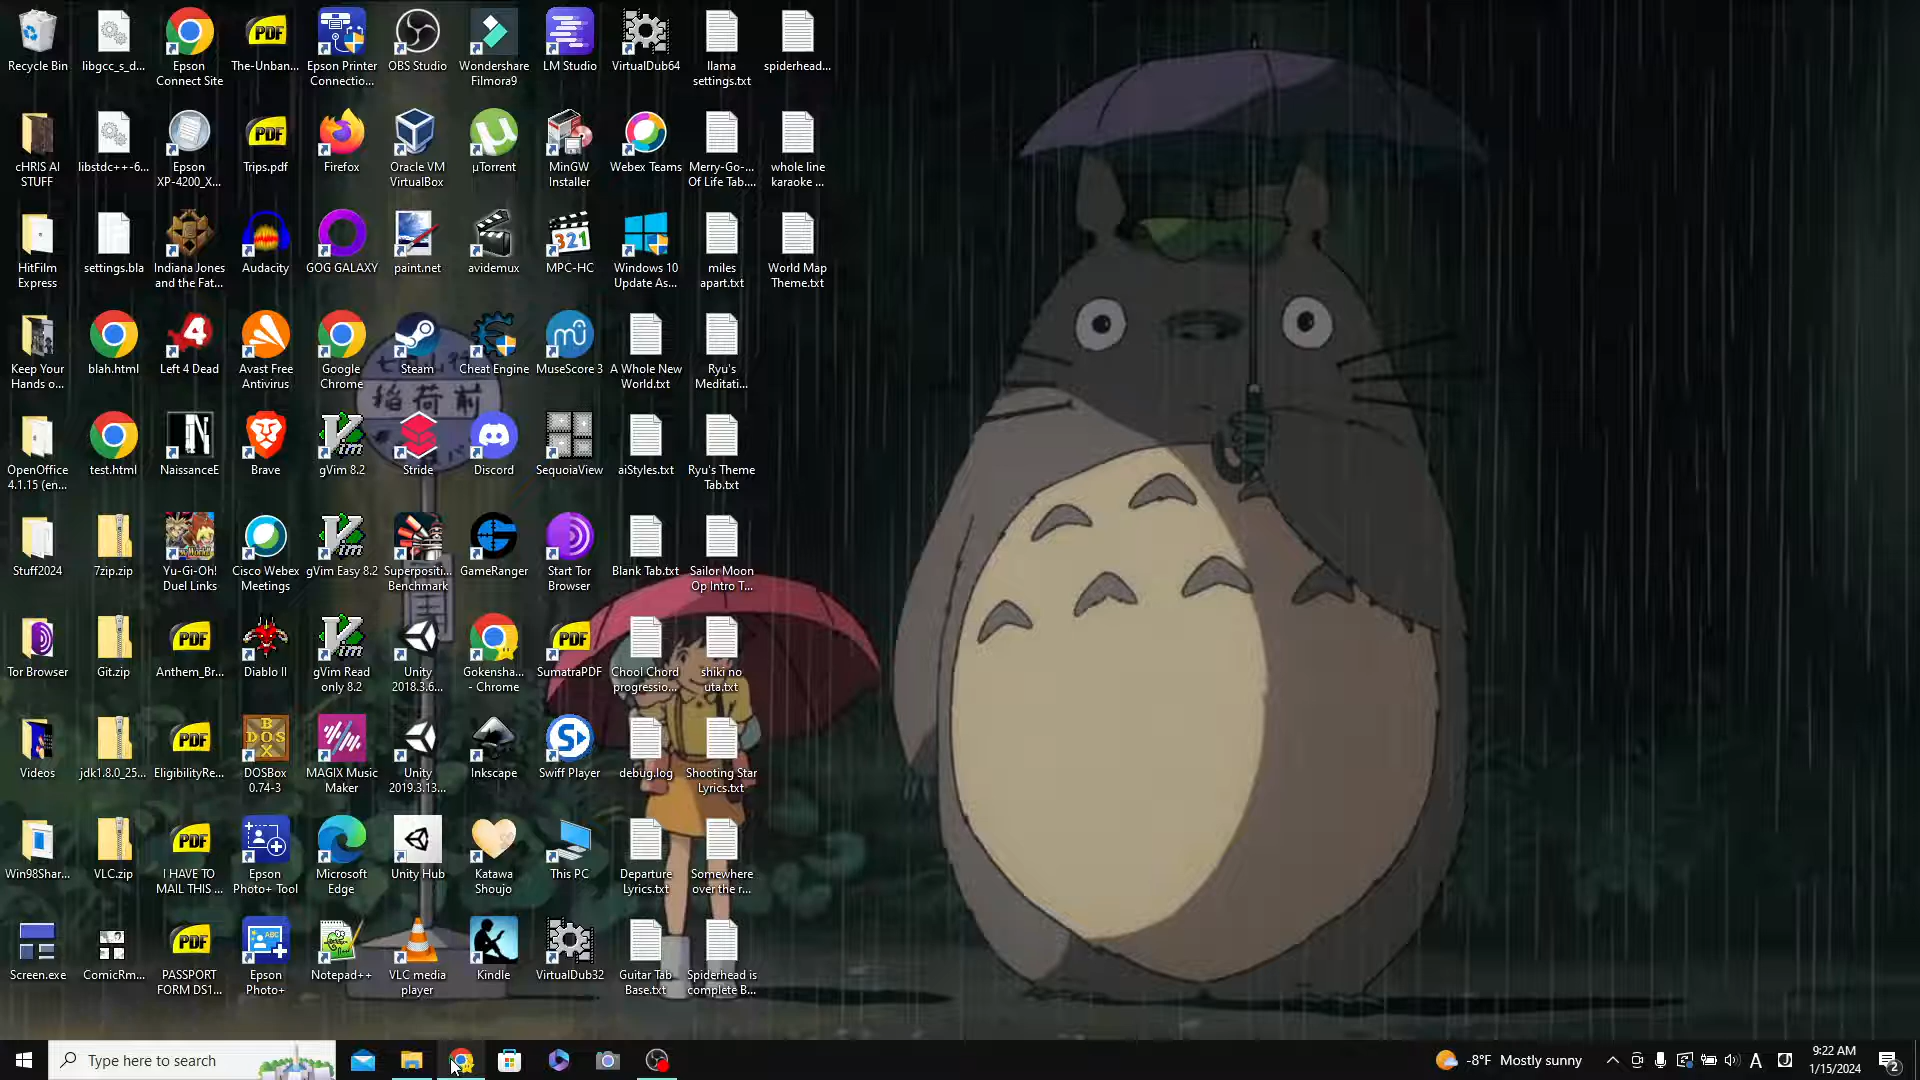 Recycle Bin
libgcc_s_d...
Epson
Connect Site
The-Unban...
Epson Printer
Connectio...
OBS Studio
Wondershare
Filmora9
LM Studio
VirtualDub64
llama
settings.txt
spiderhead...
cHRIS AI
STUFF
libstdc++-6...
Epson
XP-4200_X...
PDF
Trips.pdf
Firefox
Oracle VM
VirtualBox
µTorrent
MinGW
Installer
Webex Teams
Merry-Go-...
Of Life Tab....
whole line
karaoke ...
HitFilm
Express
settings.bla
Indiana Jones
and the Fat...
Audacity
GOG GALAXY
paint.net
avidemux
321
MPC-HC
Windows 10
Update As...
miles
apart.txt
World Map
Theme.txt
Keep Your
Hands o...
blah.html
Left 4 Dead
Avast Free
Antivirus
Google
Chrome
Steam
Cheat Engine
MuseScore 3
A Whole New
World.txt
Ryu's
Meditati...
稲荷前
OpenOffice
4.1.15 (en...
test.html
NaissanceE
Brave
gVim 8.2
Stride
Discord
SequoiaView
aiStyles.txt
Ryu's Theme
Tab.txt
Stuff2024
7zip.zip
Yu-Gi-Oh!
Duel Links
Cisco Webex
Meetings
gVim Easy 8.2
Superpositi...
Benchmark
GameRanger
Start Tor
Browser
Blank Tab.txt
Sailor Moon
Op Intro T...
Tor Browser
Git.zip
PDF
Anthem_Br...
Diablo II
gVim Read
only 8.2
Unity
2018.3.6...
Gokensha...
- Chrome
PDF
SumatraPDF
Chool Chord
progressio...
shiki no
uta.txt
Videos
jdk1.8.0_25...
PDF
EligibilityRe...
DOSBox
0.74-3
MAGIX Music
Maker
Unity
2019.3.13...
Inkscape
Swiff Player
debug.log
Shooting Star
Lyrics.txt
Win98Shar...
VLC.zip
PDF
I HAVE TO
MAIL THIS ...
Epson
Photo+ Tool
Microsoft
Edge
Unity Hub
Katawa
Shoujo
This PC
Departure
Lyrics.txt
Somewhere
over the r...
Screen.exe
ComicRm...
PDF
PASSPORT
FORM DS1...
Epson
Photo+
Notepad++
VLC media
player
Kindle
VirtualDub32
Guitar Tab
Base.txt
Spiderhead is
complete B...
Type here to search
-8°F Mostly sunny
A
9:22 AM
1/15/2024
2